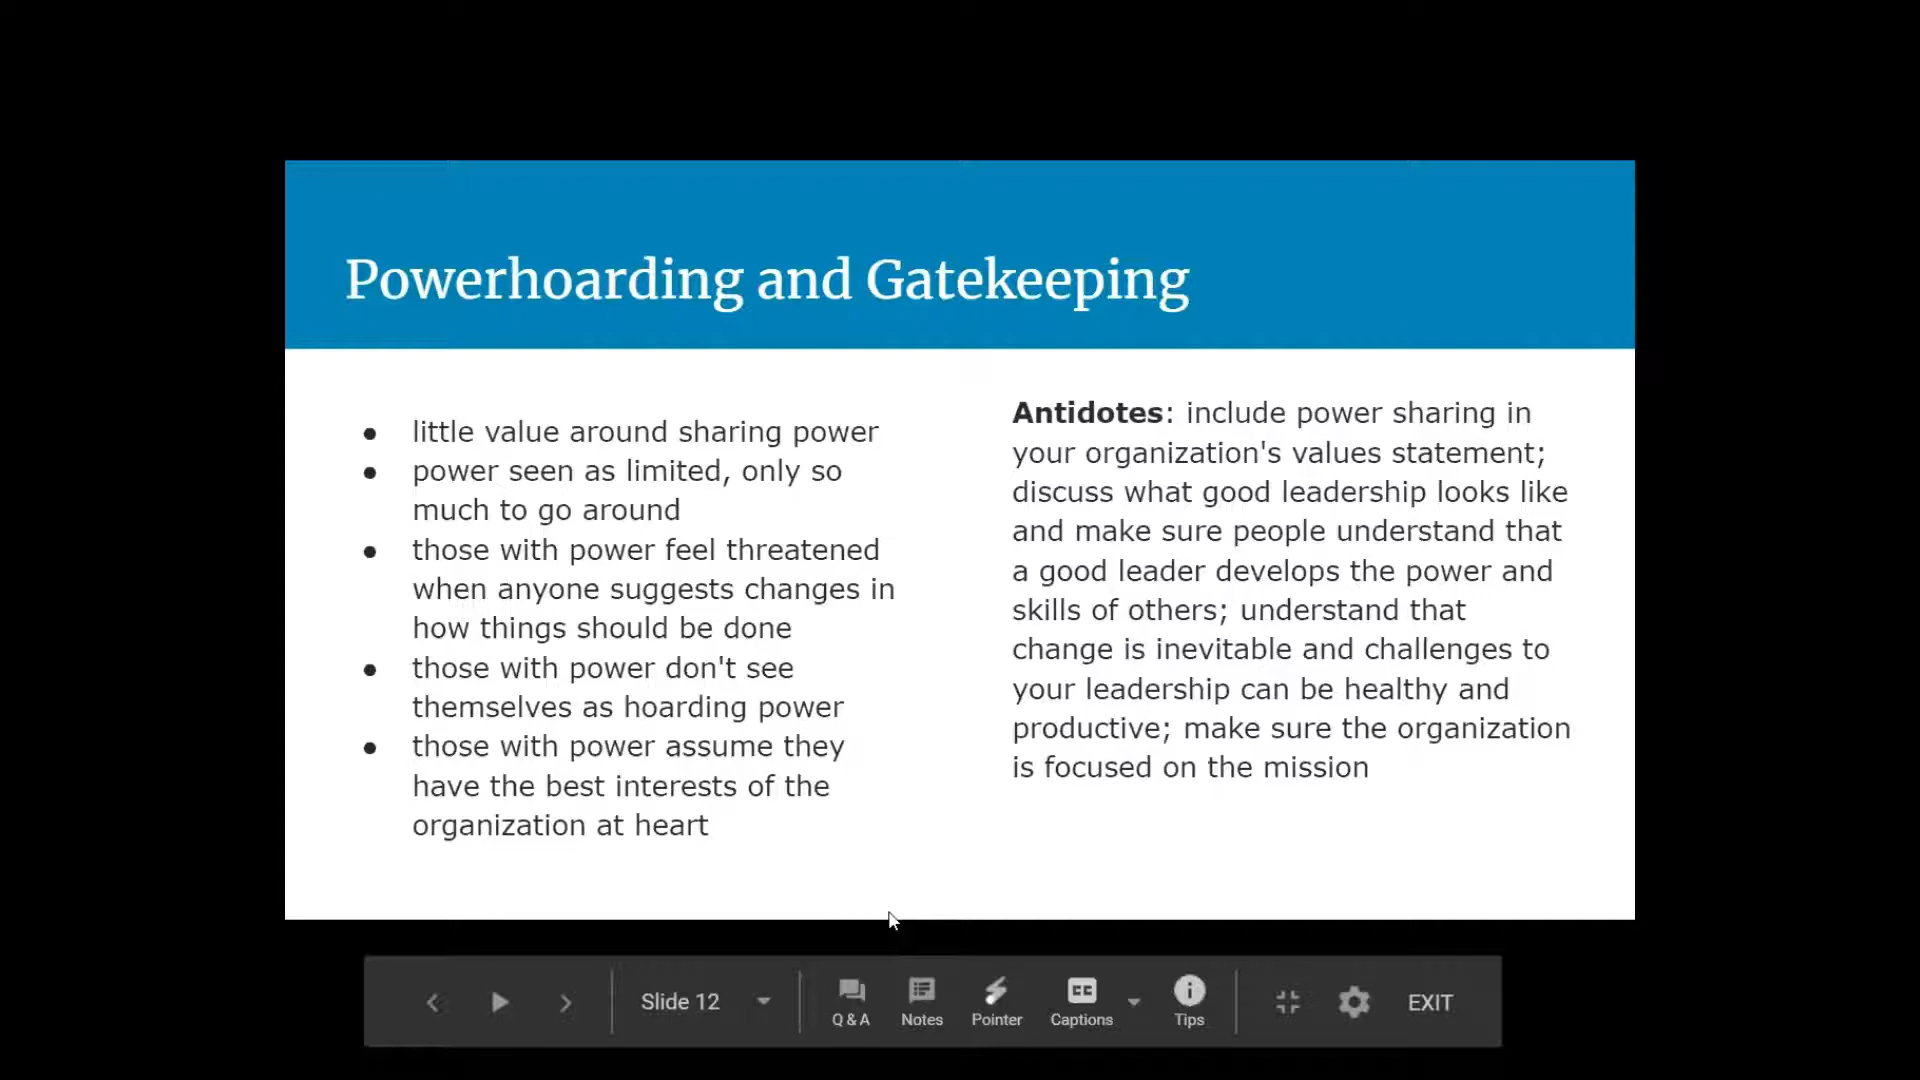 Powerhoarding and Gatekeeping
● little value around sharing power
● power seen as limited, only so
much to go around
● those with power feel threatened
when anyone suggests changes in
how things should be done
● those with power don't see
themselves as hoarding power
● those with power assume they
have the best interests of the
organization at heart
Antidotes: include power sharing in
your organization's values statement;
discuss what good leadership looks like
and make sure people understand that
a good leader develops the power and
skills of others; understand that
change is inevitable and challenges to
your leadership can be healthy and
productive; make sure the organization
is focused on the mission
Slide 12
Q & A
Notes
Pointer
CC
Captions
Tips
EXIT